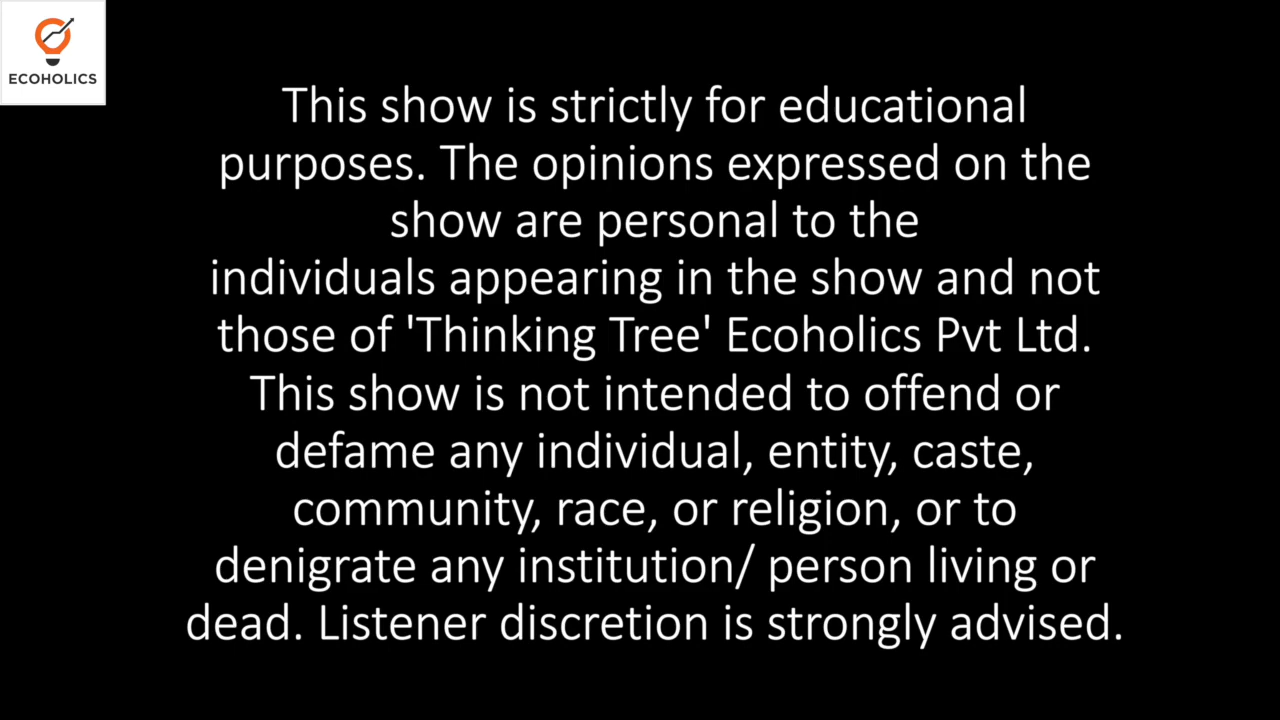 ECOHOLICS
This show is strictly for educational
purposes. The opinions expressed on the
show are personal to the
individuals appearing in the show and not
those of 'Thinking Tree' Ecoholics Pvt Ltd.
This show is not intended to offend or
defame any individual, entity, caste,
community, race, or religion, or to
denigrate any institution/ person living or
dead. Listener discretion is strongly advised.